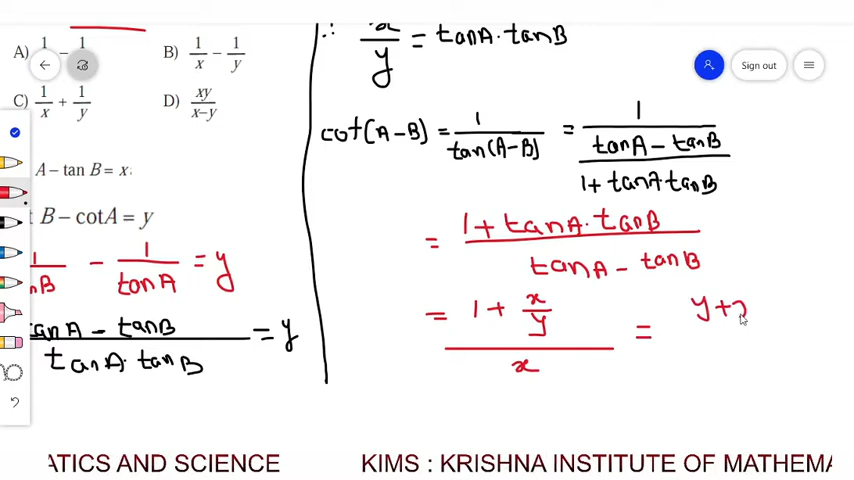 A) 1/ - 1/
B) 1/x - 1/y
C) 1/x + 1/y
D) xy/x-y
A - tan B = x
B - cotA = y
1/ B - 1/tanA = y
tanA - tanB / tanA · tanB = y
∴ x/y = tanA · tanB
cot(A-B) = 1/tan(A-B) = 1/(tanA - tanB/1 + tanA tanB)
= 1 + tanA · tanB / tanA - tanB
= 1 + x/y / x = y +
Sign out
ATICS AND SCIENCE KIMS : KRISHNA INSTITUTE OF MATHEMA